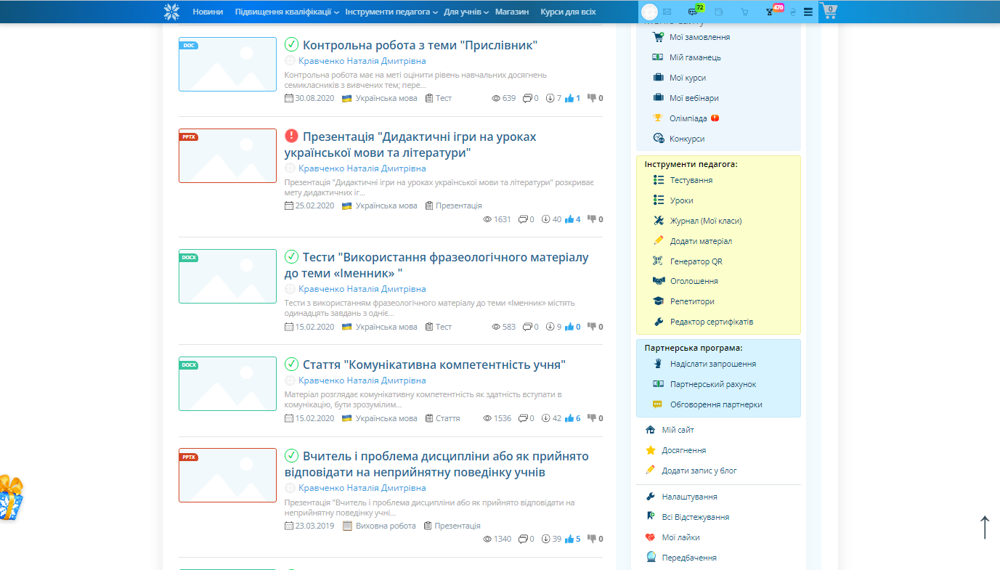 Новини
Підвищення кваліфікації
Інструменти педагога
Для учнів
Магазин
Курси для всіх
72
470
0
DOC
Контрольна робота з теми "Прислівник"
Кравченко Наталія Дмитрівна
Контрольна робота має на меті оцінити рівень навчальних досягнень
семикласників з вивчених тем; пере...
30.08.2020 Українська мова Тест 639 0 7 1 0
PPTX
Презентація "Дидактичні ігри на уроках
української мови та літератури"
Кравченко Наталія Дмитрівна
Презентація "Дидактичні ігри на уроках української мови та літератури" розкриває
мету дидактичних іг...
25.02.2020 Українська мова Презентація
1631 0 40 4 0
DOCX
Тести "Використання фразеологічного матеріалу
до теми «Іменник» "
Кравченко Наталія Дмитрівна
Тести з використанням фразеологічного матеріалу до теми «Іменник» містять
одинадцять завдань з одніє...
15.02.2020 Українська мова Тест 583 0 9 0 0
DOCX
Стаття "Комунікативна компетентність учня"
Кравченко Наталія Дмитрівна
Матеріал розглядає комунікативну компетентність як здатність вступати в
комунікацію, бути зрозумілим...
15.02.2020 Українська мова Стаття 1536 0 42 6 0
PPTX
Вчитель і проблема дисципліни або як прийнято
відповідати на неприйнятну поведінку учнів
Кравченко Наталія Дмитрівна
Презентація "Вчитель і проблема дисципліни або як прийнято відповідати на
неприйнятну поведінку учні...
23.03.2019 Виховна робота Презентація
1340 0 39 5 0
Мої замовлення
Мій гаманець
Мої курси
Мої вебінари
Олімпіада
Конкурси
Інструменти педагога:
Тестування
Уроки
Журнал (Мої класи)
Додати матеріал
Генератор QR
Оголошення
Репетитори
Редактор сертифікатів
Партнерська програма:
Надіслати запрошення
Партнерський рахунок
Обговорення партнерки
Мій сайт
Досягнення
Додати запис у блог
Налаштування
Всі Відстежування
Мої лайки
Передбачення